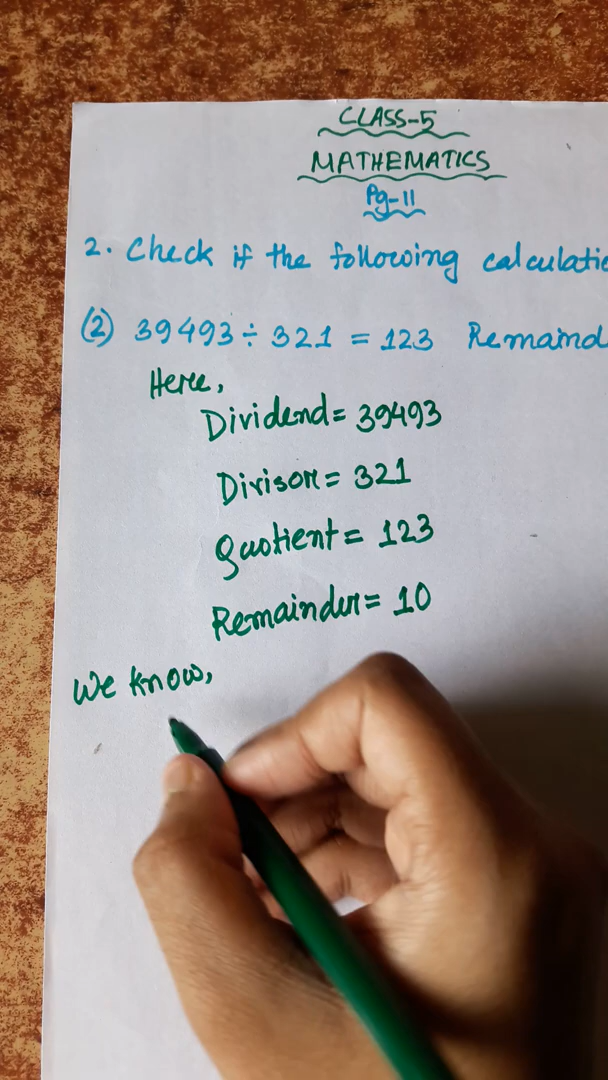 CLASS-5
MATHEMATICS
Pg-11
2. Check if the following calculatio
(2) 39493÷321 = 123 Remaind
Here,
Dividend= 39493
Divisor= 321
Quotient= 123
Remainder= 10
We know,